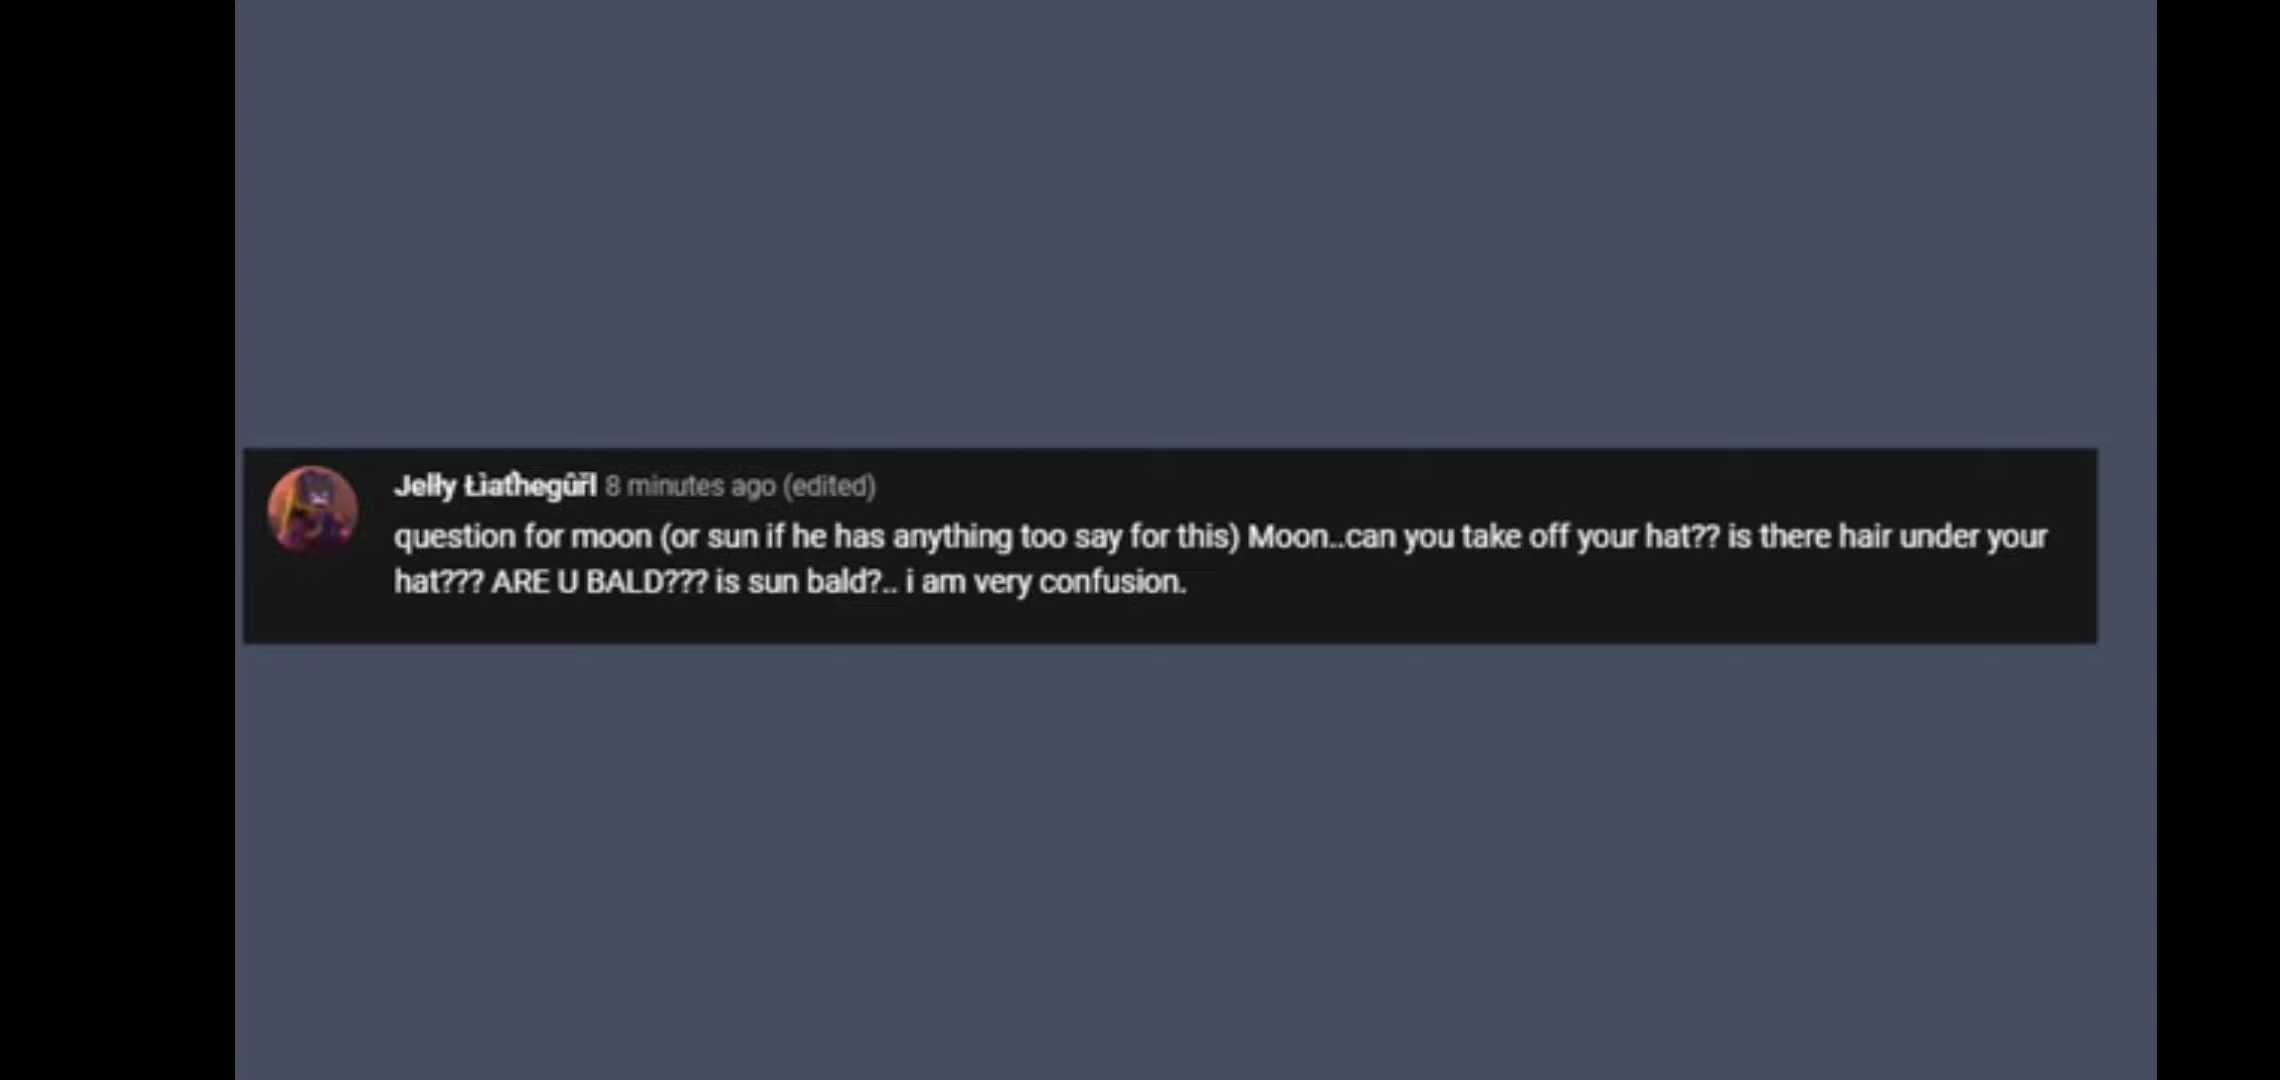 Jelly Łìaťhegûřl 8 minutes ago (edited)
question for moon (or sun if he has anything too say for this) Moon..can you take off your hat?? is there hair under your
hat??? ARE U BALD??? is sun bald?.. i am very confusion.